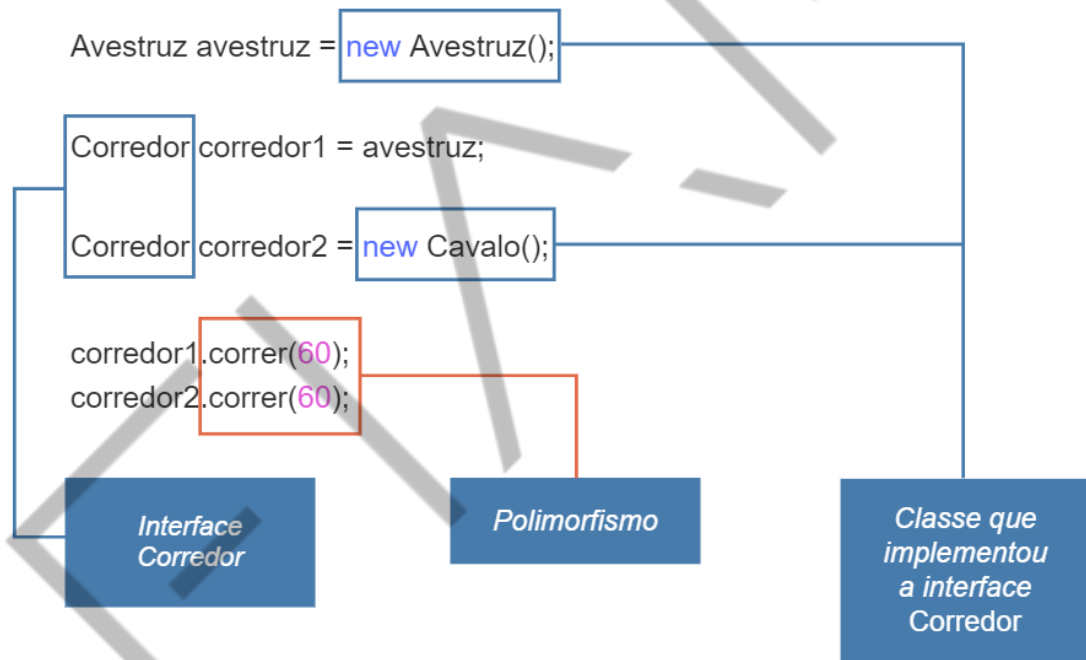 Avestruz avestruz = new Avestruz();
Corredor corredor1 = avestruz;
Corredor corredor2 = new Cavalo();
corredor1.correr(60);
corredor2.correr(60);
Interface
Corredor
Polimorfismo
Classe que
implementou
a interface
Corredor